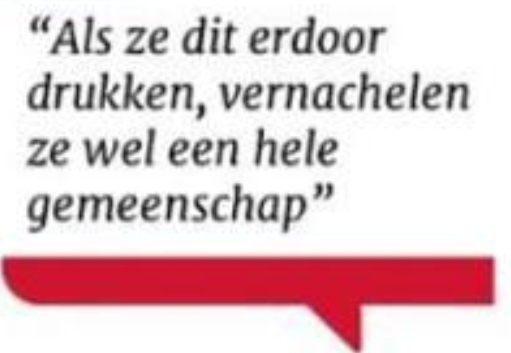 “Als ze dit erdoor
drukken, vernachelen
ze wel een hele
gemeenschap”